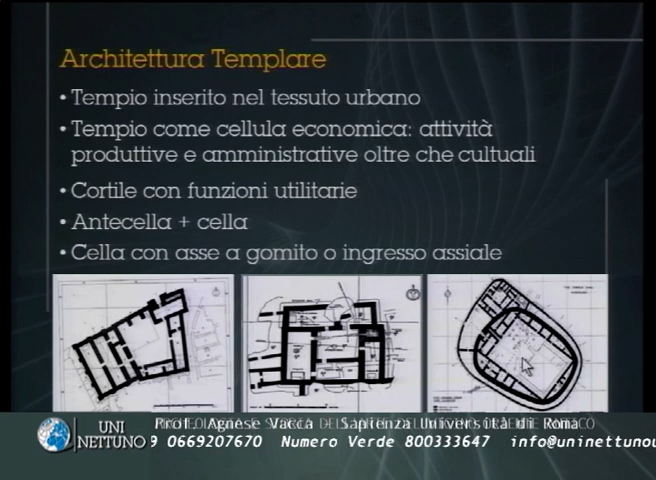 Architettura Templare
• Tempio inserito nel tessuto urbano
• Tempio come cellula economica: attività
produttive e amministrative oltre che cultuali
• Cortile con funzioni utilitarie
• Antecella + cella
• Cella con asse a gomito o ingresso assiale
UNI
NETTUNO
Prof. Agnese Vacca - Sapienza Università di Roma
9 0669207670 Numero Verde 800333647 info@uninettuno